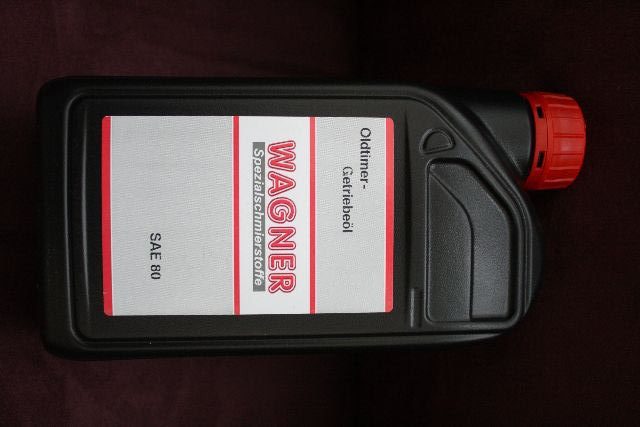 Oldtimer-
Getriebeöl
WAGNER
Spezialschmierstoffe
SAE 80